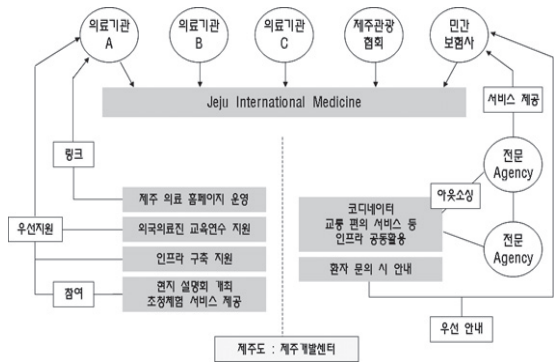 의료기관
A
의료기관
B
의료기관
C
제주관광
협회
민간
보험사
Jeju International Medicine
서비스 제공
링크
전문
Agency
제주 의료 홈페이지 운영
아웃소싱
코디네이터
교통 편의 서비스 등
인프라 공동활용
우선지원
외국의료진 교육연수 지원
전문
Agency
인프라 구축 지원
환자 문의 시 안내
참여
현지 설명회 개최
초청체험 서비스 제공
우선 안내
제주도 : 제주개발센터